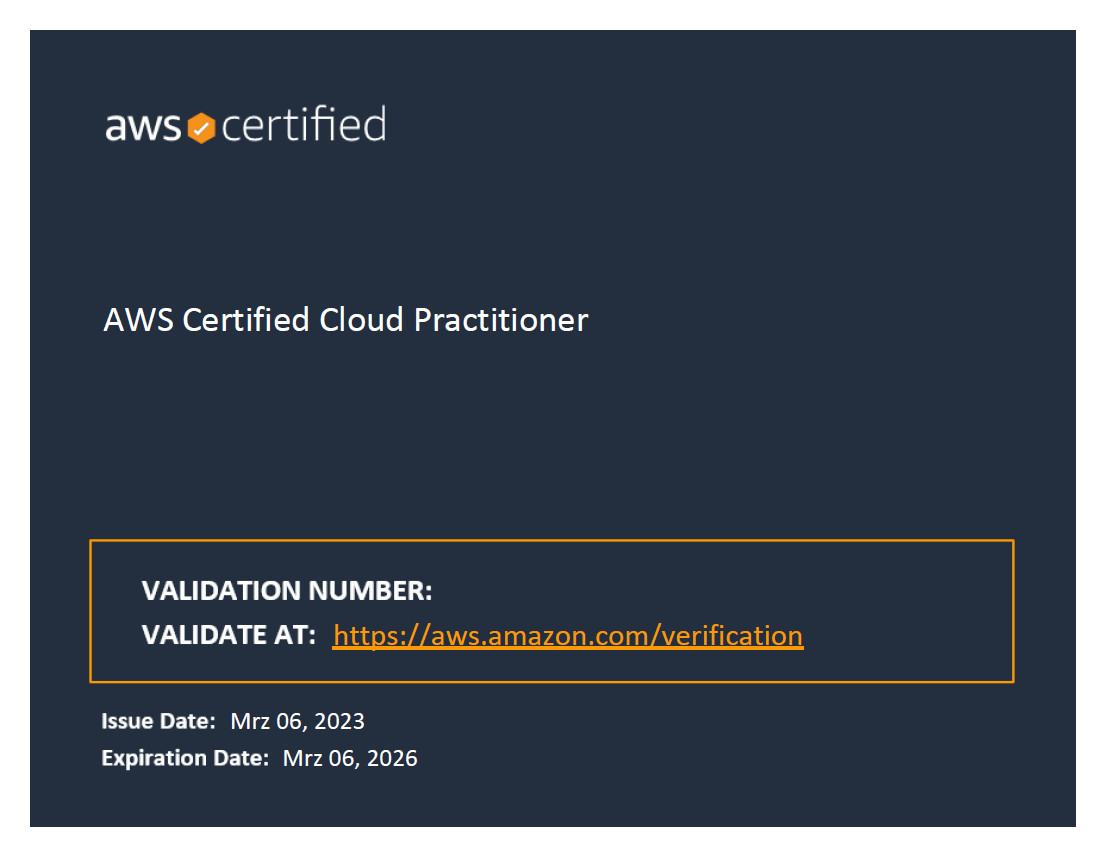 aws certified
AWS Certified Cloud Practitioner
VALIDATION NUMBER:
VALIDATE AT: https://aws.amazon.com/verification
Issue Date: Mrz 06, 2023
Expiration Date: Mrz 06, 2026